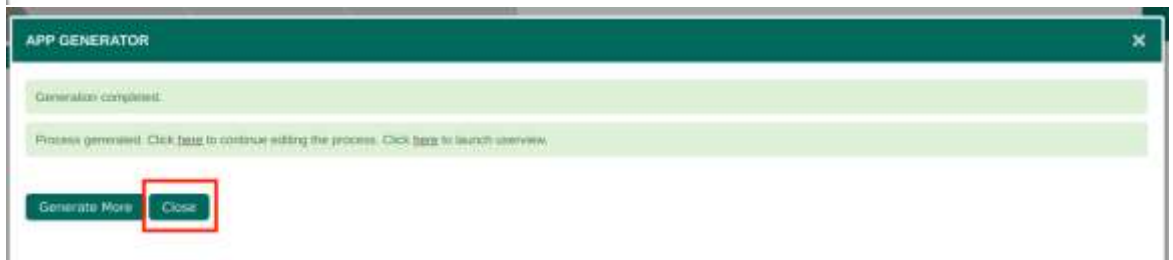 APP GENERATOR
Generation completed.
Process generated. Click here to continue editing the process. Click here to launch userview.
Generate More Close